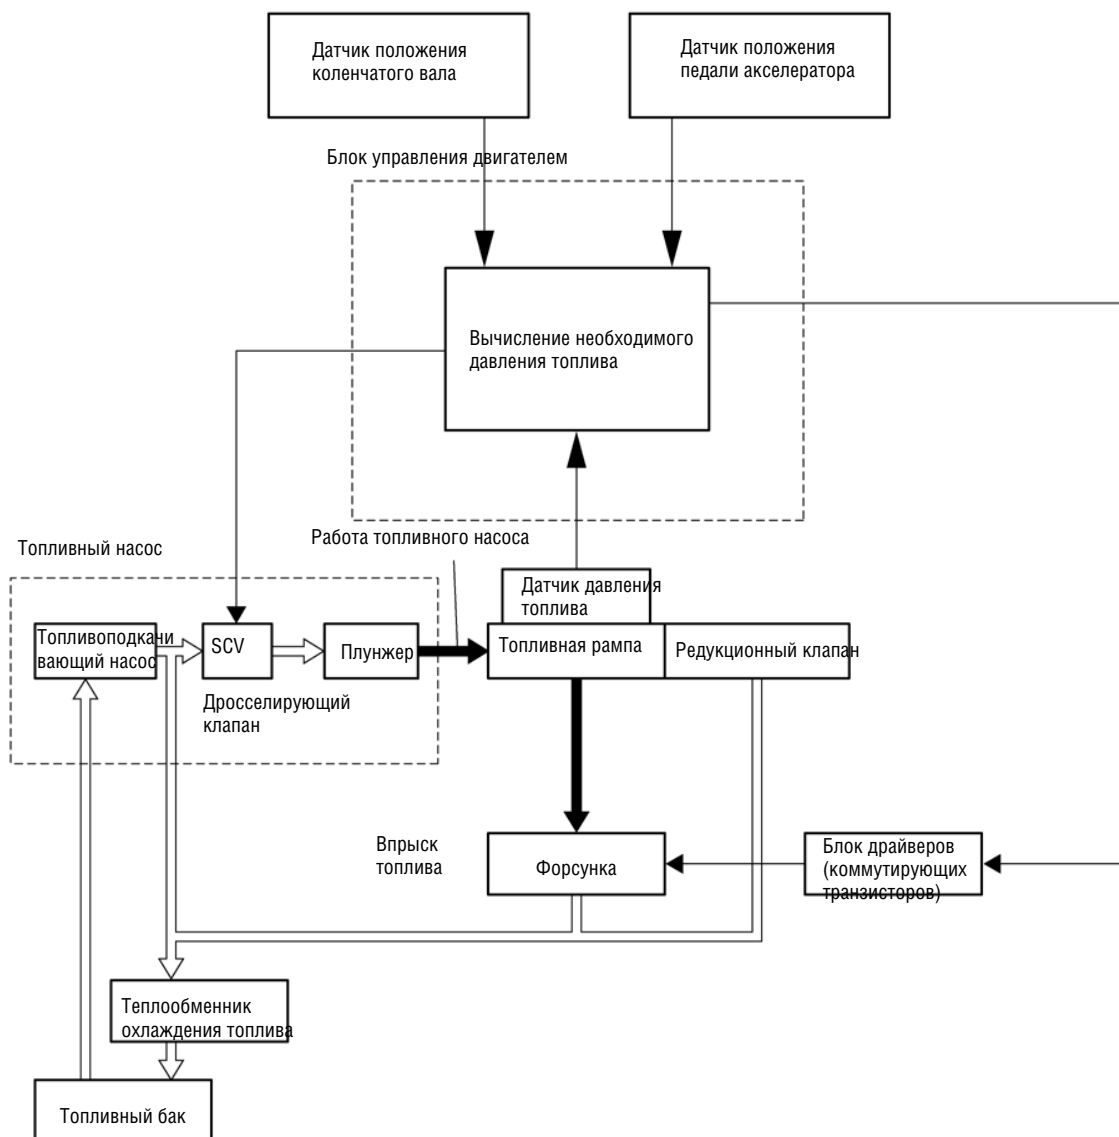 Датчик положения
коленчатого вала
Датчик положения
педали акселератора
Блок управления двигателем
Вычисление необходимого
давления топлива
Работа топливного насоса
Топливный насос
Датчик давления
топлива
Топливоподкачи
вающий насос
SCV
Плунжер
Топливная рампа
Редукционный клапан
Дросселирующий
клапан
Впрыск
топлива
Форсунка
Блок драйверов
(коммутирующих
транзисторов)
Теплообменник
охлаждения топлива
Топливный бак